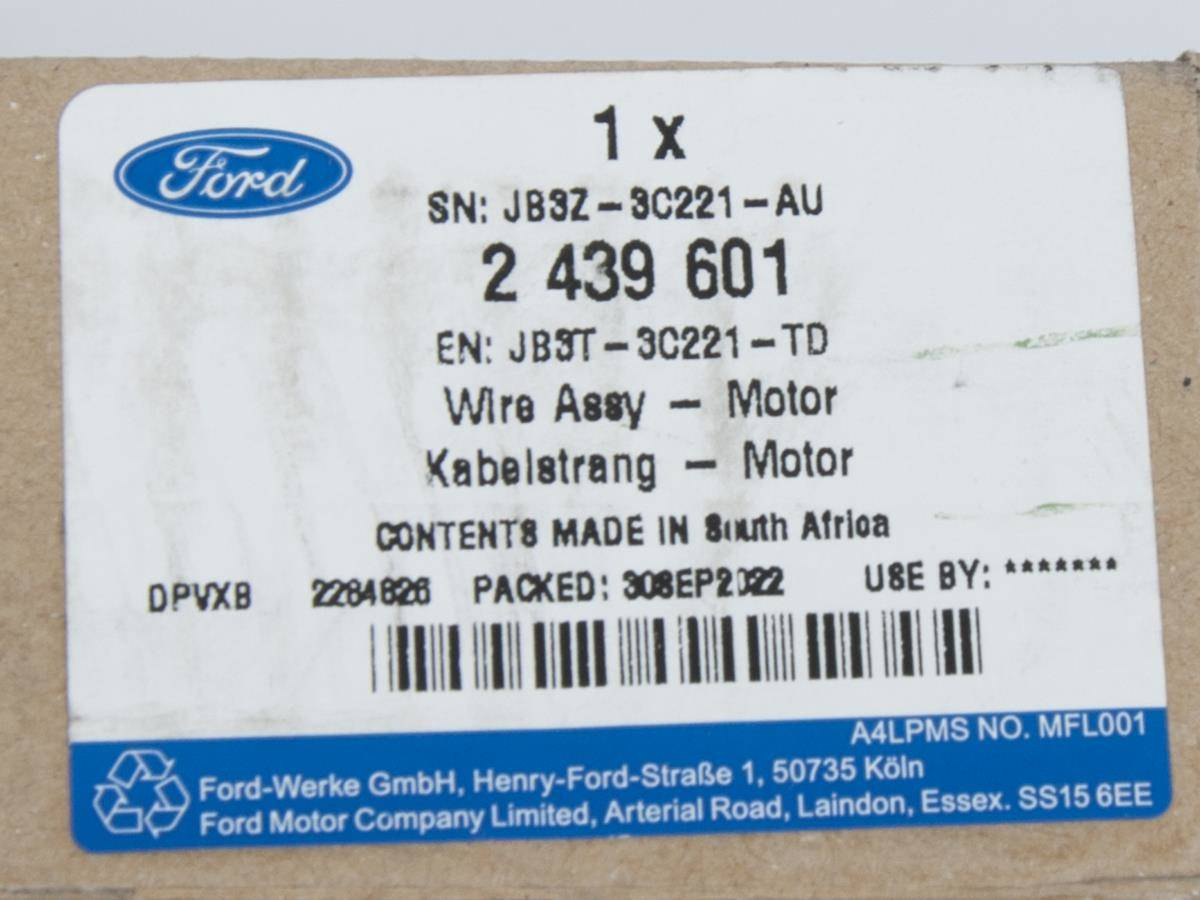 Ford
1 x
SN: JB3Z-3C221-AU
2 439 601
EN: JB3T-3C221-TD
Wire Assy - Motor
Kabelstrang - Motor
CONTENTS MADE IN South Africa
DPVXB 2264626 PACKED: 30SEP2022 USE BY: *******
A4LPMS NO. MFL001
Ford-Werke GmbH, Henry-Ford-Straße 1, 50735 Köln
Ford Motor Company Limited, Arterial Road, Laindon, Essex. SS15 6EE